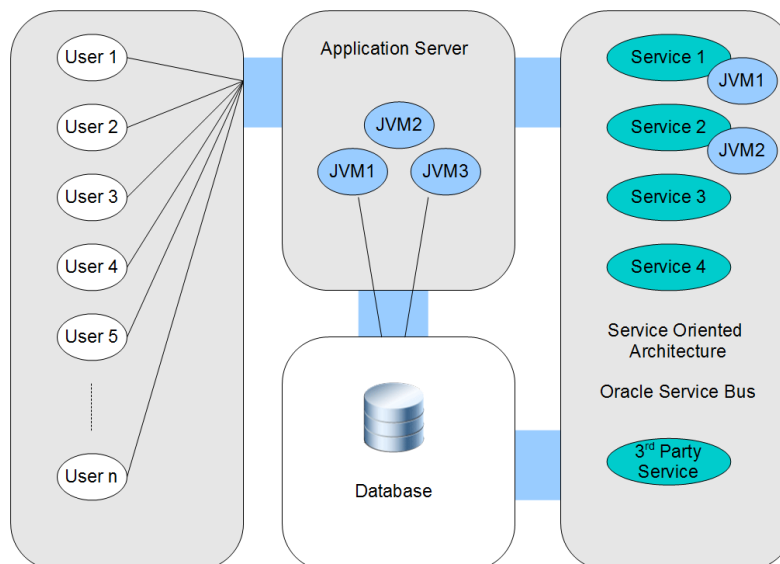 User 1
User 2
User 3
User 4
User 5
User n
Application Server
JVM2
JVM1
JVM3
Database
Service 1
JVM1
Service 2
JVM2
Service 3
Service 4
Service Oriented
Architecture
Oracle Service Bus
3rd Party
Service